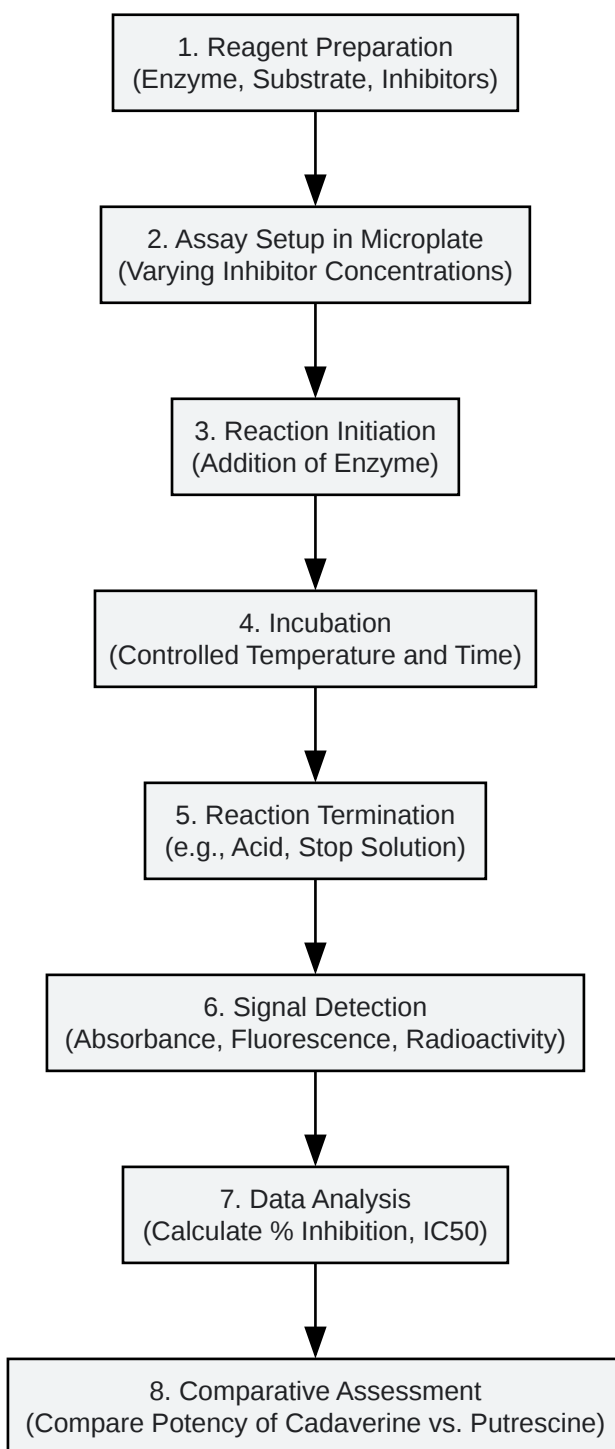 1. Reagent Preparation
(Enzyme, Substrate, Inhibitors)
2. Assay Setup in Microplate
(Varying Inhibitor Concentrations)
3. Reaction Initiation
(Addition of Enzyme)
4. Incubation
(Controlled Temperature and Time)
5. Reaction Termination
(e.g., Acid, Stop Solution)
6. Signal Detection
(Absorbance, Fluorescence, Radioactivity)
7. Data Analysis
(Calculate % Inhibition, IC50)
8. Comparative Assessment
(Compare Potency of Cadaverine vs. Putrescine)